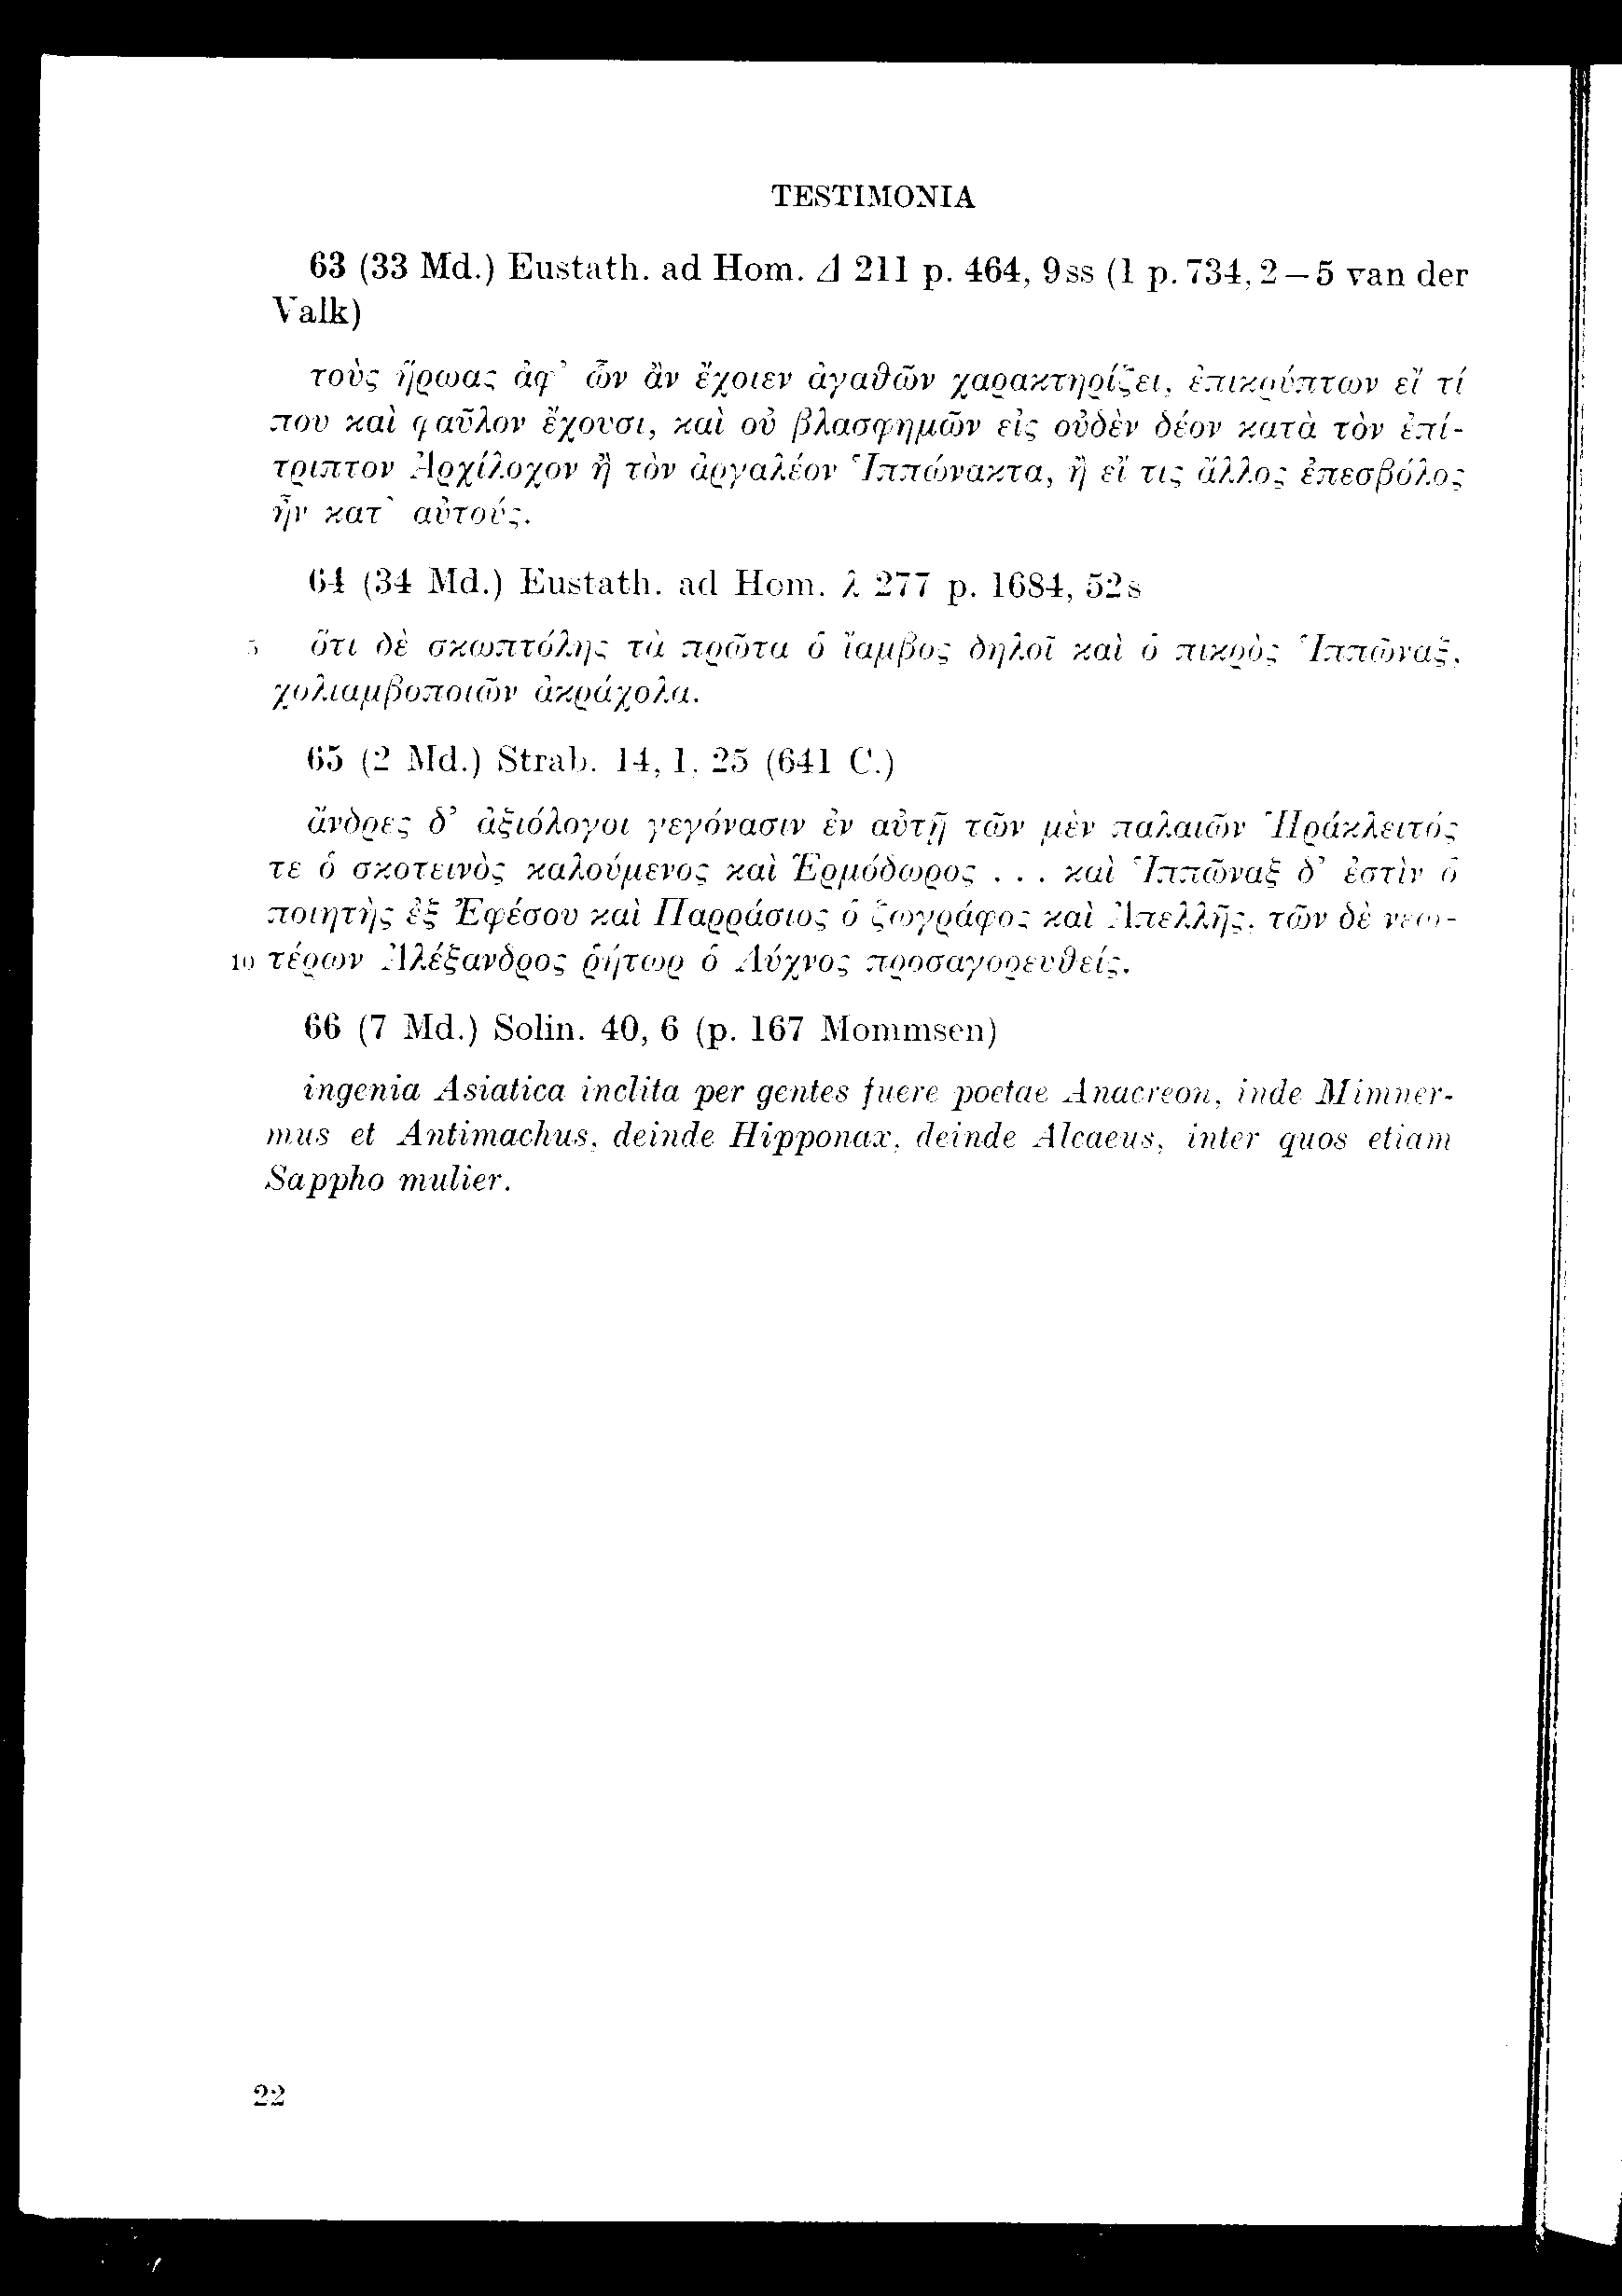 TESTIMONIA
63 (33 Md.) Eustath. ad Hom. Δ 211 p. 464, 9ss (1 p. 734, 2–5 van der
Valk)
τοὺς ἥρωας ἀφ’ ὧν ἂν ἔχοιεν ἀγαθῶν χαρακτηρίζει, ἐπικρύπτων εἴ τί
που καὶ φαῦλον ἔχουσι, καὶ οὐ βλασφημῶν εἰς οὐδὲν δέον κατὰ τὸν ἐπί-
τριπτον Ἀρχίλοχον ἢ τὸν ἀργαλέον Ἱππώνακτα, ἢ εἴ τις ἄλλος ἐπεσβόλος
ἦν κατ’ αὐτούς.
64 (34 Md.) Eustath. ad Hom. λ 277 p. 1684, 52s
5 ὅτι δὲ σκωπτόλης τὰ πρῶτα ὁ ἴαμβος δηλοῖ καὶ ὁ πικρὸς Ἱππῶναξ,
χολιαμβοποιῶν ἀκράχολα.
65 (2 Md.) Strab. 14, 1, 25 (641 C.)
ἄνδρες δ’ ἀξιόλογοι γεγόνασιν ἐν αὐτῇ τῶν μὲν παλαιῶν Ἡράκλειτός
τε ὁ σκοτεινὸς καλούμενος καὶ Ἑρμόδωρος . . . καὶ Ἱππῶναξ δ’ ἐστὶν ὁ
ποιητὴς ἐξ Ἐφέσου καὶ Παρράσιος ὁ ζωγράφος καὶ Ἀπελλῆς, τῶν δὲ νεω-
10 τέρων Ἀλέξανδρος ῥήτωρ ὁ Λύχνος προσαγορευθείς.
66 (7 Md.) Solin. 40, 6 (p. 167 Mommsen)
ingenia Asiatica inclita per gentes fuere poetae Anacreon, inde Mimner-
mus et Antimachus, deinde Hipponax, deinde Alcaeus, inter quos etiam
Sappho mulier.
22